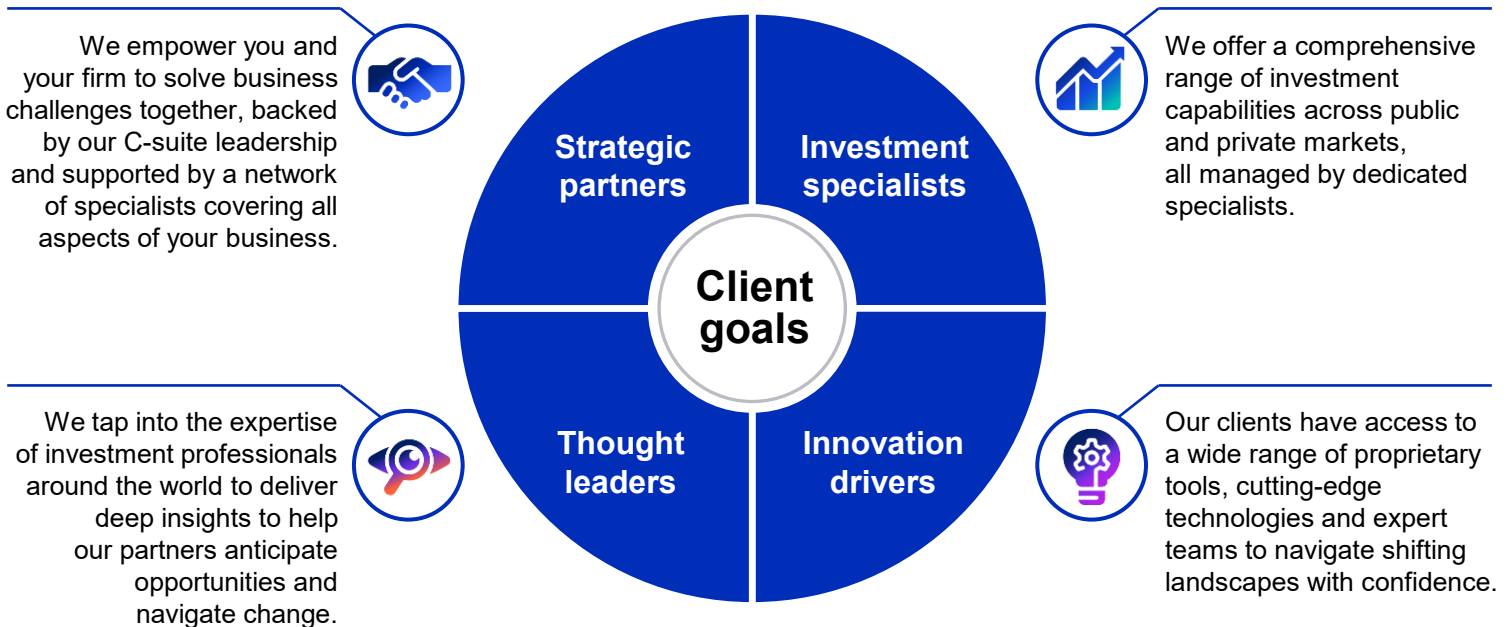 We empower you and
your firm to solve business
challenges together, backed
by our C-suite leadership
and supported by a network
of specialists covering all
aspects of your business.
Strategic
partners
Investment
specialists
We offer a comprehensive
range of investment
capabilities across public
and private markets,
all managed by dedicated
specialists.
Client
goals
We tap into the expertise
of investment professionals
around the world to deliver
deep insights to help
our partners anticipate
opportunities and
navigate change.
Thought
leaders
Innovation
drivers
Our clients have access to
a wide range of proprietary
tools, cutting-edge
technologies and expert
teams to navigate shifting
landscapes with confidence.